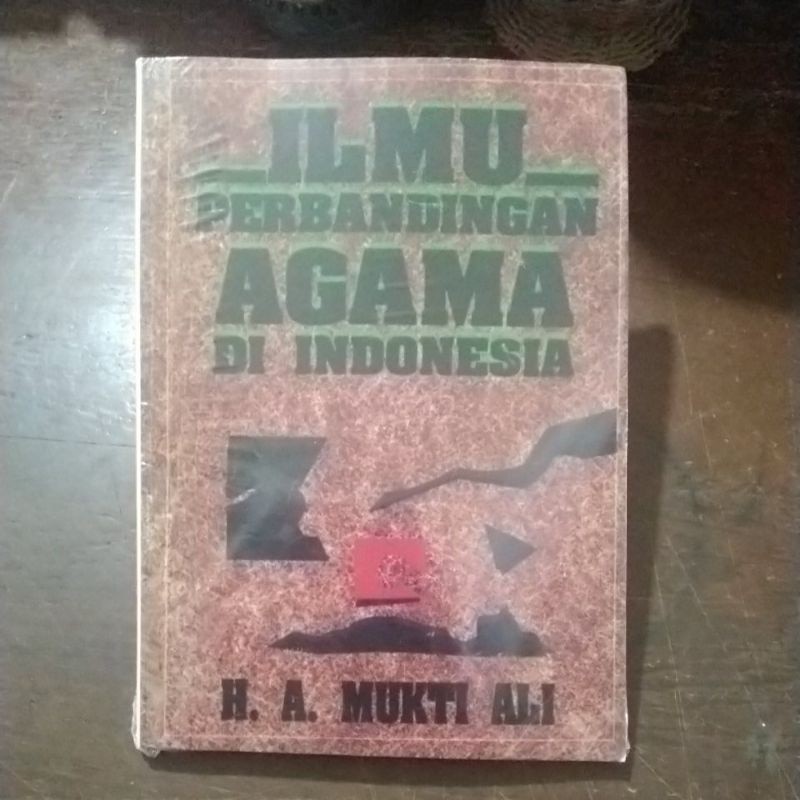 ILMU
PERBANDINGAN
AGAMA
DI INDONESIA
H. A. MUKTI ALI